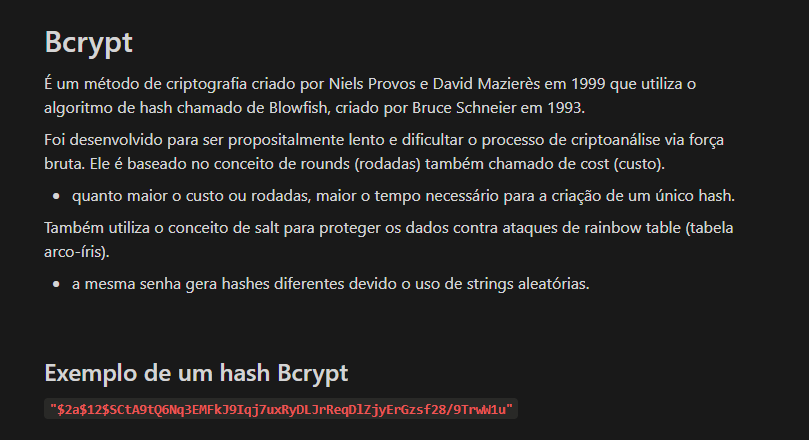 Bcrypt
É um método de criptografia criado por Niels Provos e David Mazierès em 1999 que utiliza o
algoritmo de hash chamado de Blowfish, criado por Bruce Schneier em 1993.
Foi desenvolvido para ser propositalmente lento e dificultar o processo de criptoanálise via força
bruta. Ele é baseado no conceito de rounds (rodadas) também chamado de cost (custo).
• quanto maior o custo ou rodadas, maior o tempo necessário para a criação de um único hash.
Também utiliza o conceito de salt para proteger os dados contra ataques de rainbow table (tabela
arco-íris).
• a mesma senha gera hashes diferentes devido o uso de strings aleatórias.
Exemplo de um hash Bcrypt
"$2a$12$SCtA9tQ6Nq3EMFkJ9Iqj7uxRyDLJrReqDlZjyErGzsf28/9TrwW1u"